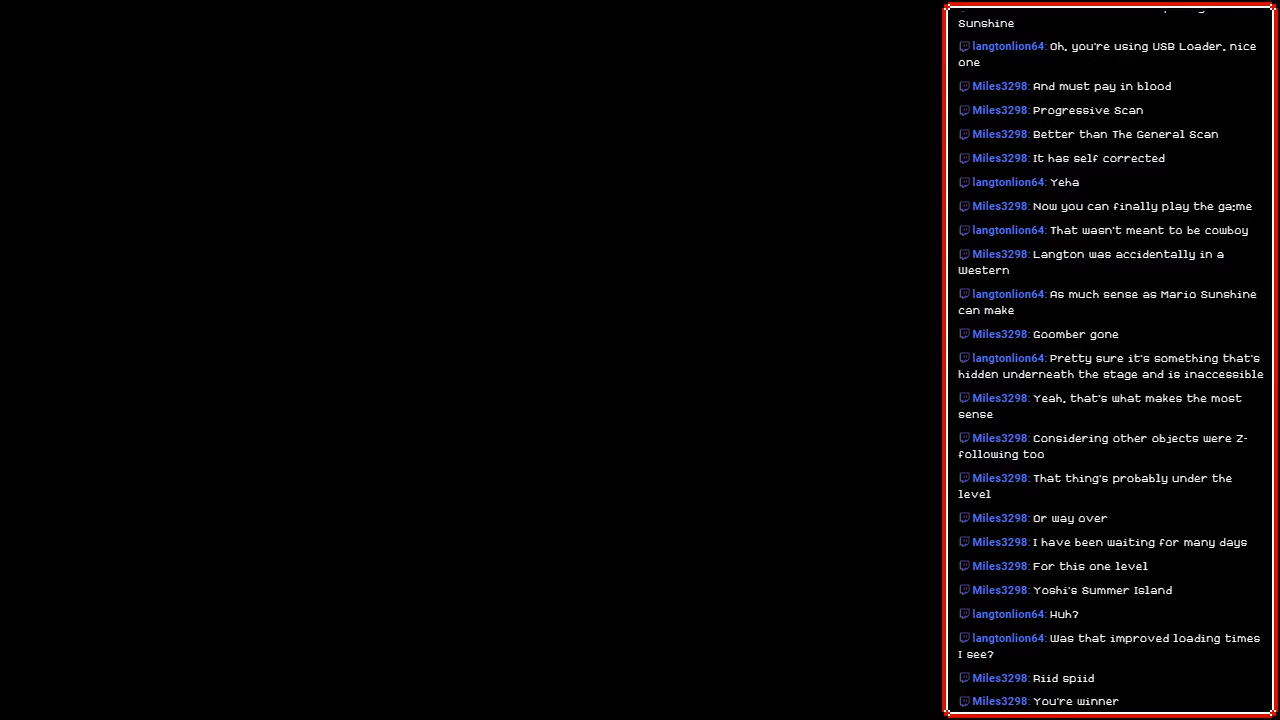 Sunshine
langtonlion64: Oh, you're using USB Loader, nice
one
Miles3298: And must pay in blood
Miles3298: Progressive Scan
Miles3298: Better than The General Scan
Miles3298: It has self corrected
langtonlion64: Yeha
Miles3298: Now you can finally play the ga;me
langtonlion64: That wasn't meant to be cowboy
Miles3298: Langton was accidentally in a
Western
langtonlion64: As much sense as Mario Sunshine
can make
Miles3298: Goomber gone
langtonlion64: Pretty sure it's something that's
hidden underneath the stage and is inaccessible
Miles3298: Yeah, that's what makes the most
sense
Miles3298: Considering other objects were Z-
following too
Miles3298: That thing's probably under the
level
Miles3298: Or way over
Miles3298: I have been waiting for many days
Miles3298: For this one level
Miles3298: Yoshi's Summer Island
langtonlion64: Huh?
langtonlion64: Was that improved loading times
I see?
Miles3298: Riid spiid
Miles3298: You're winner